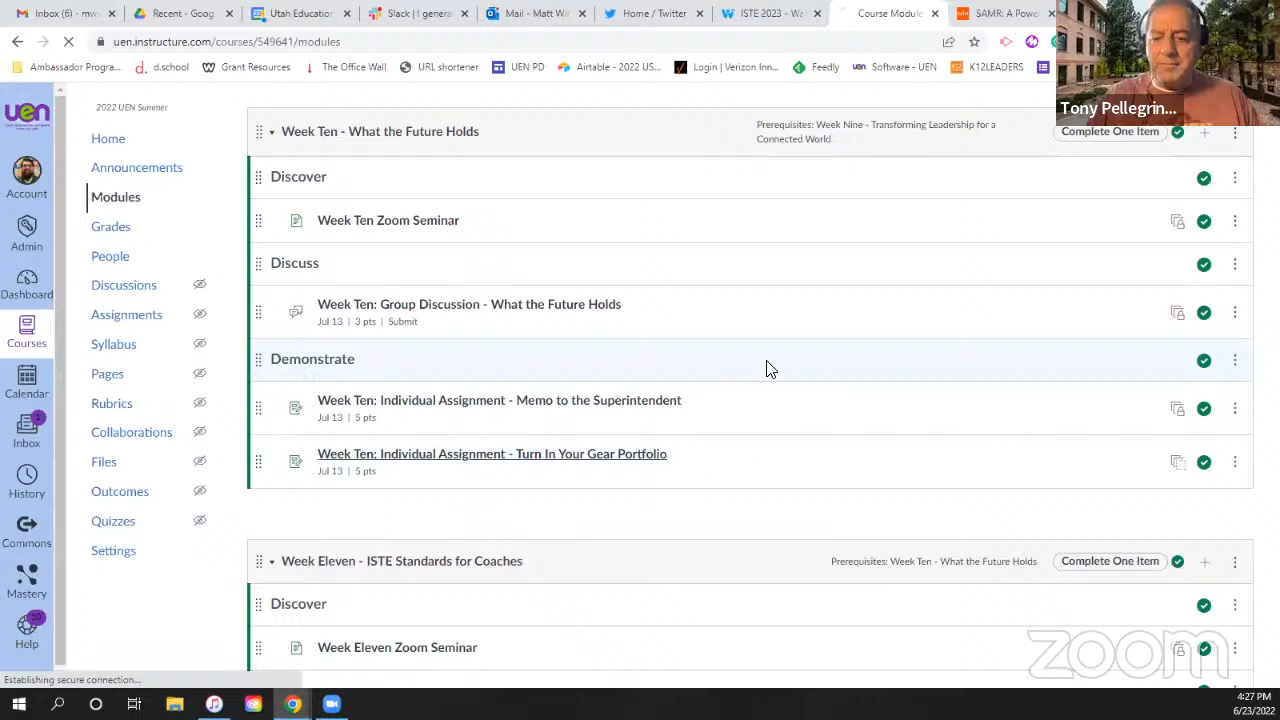 Inbox (
Recent - Goog
Utah Education
Slack | ! general
Mail - Matt Win
Home / Twitter
ISTE 2023 - Wa
Course Module
SAMR: A Powe
uen.instructure.com/courses/549641/modules
Ambassador Progra...
d.school
Grant Resources
The Office Wall
URL shortener
UEN PD
Airtable - 2022 US...
Login | Verizon Inn...
Feedly
Software - UEN
K12LEADERS
Tony Pellegrin...
uen
Account
Admin
Dashboard
Courses
Calendar
1
Inbox
History
Commons
Mastery
10
Help
2022 UEN Summer
Home
Announcements
Modules
Grades
People
Discussions
Assignments
Syllabus
Pages
Rubrics
Collaborations
Files
Outcomes
Quizzes
Settings
Week Ten - What the Future Holds
Prerequisites: Week Nine - Transforming Leadership for a
Connected World
Complete One Item
Discover
Week Ten Zoom Seminar
Discuss
Week Ten: Group Discussion - What the Future Holds
Jul 13 | 3 pts | Submit
Demonstrate
Week Ten: Individual Assignment - Memo to the Superintendent
Jul 13 | 5 pts
Week Ten: Individual Assignment - Turn In Your Gear Portfolio
Jul 13 | 5 pts
Week Eleven - ISTE Standards for Coaches
Prerequisites: Week Ten - What the Future Holds
Complete One Item
Discover
Week Eleven Zoom Seminar
zoom
Establishing secure connection...
4:27 PM
6/23/2022